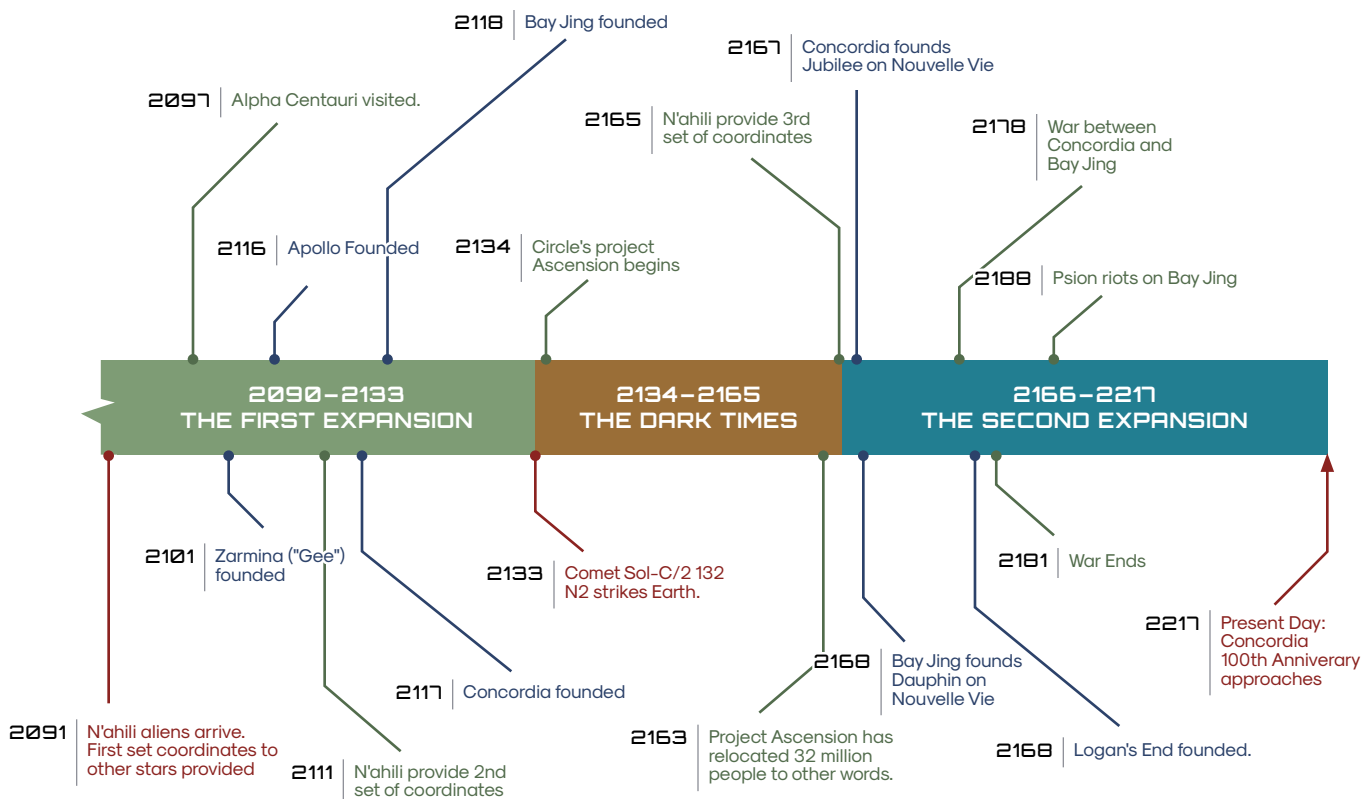 2118 Bay Jing founded
2167 Concordia founds
Jubilee on Nouvelle Vie
2097 Alpha Centauri visited.
2165 N'ahili provide 3rd
set of coordinates
2178 War between
Concordia and
Bay Jing
2116 Apollo Founded
2134 Circle's project
Ascension begins
2188 Psion riots on Bay Jing
2090–2133
THE FIRST EXPANSION
2134–2165
THE DARK TIMES
2166–2217
THE SECOND EXPANSION
2101 Zarmina ("Gee")
founded
2133 Comet Sol-C/2 132
N2 strikes Earth.
2181 War Ends
2217 Present Day:
Concordia
100th Anniverary
approaches
2117 Concordia founded
2168 Bay Jing founds
Dauphin on
Nouvelle Vie
2091 N'ahili aliens arrive.
First set coordinates to
other stars provided
2111 N'ahili provide 2nd
set of coordinates
2163 Project Ascension has
relocated 32 million
people to other words.
2168 Logan's End founded.